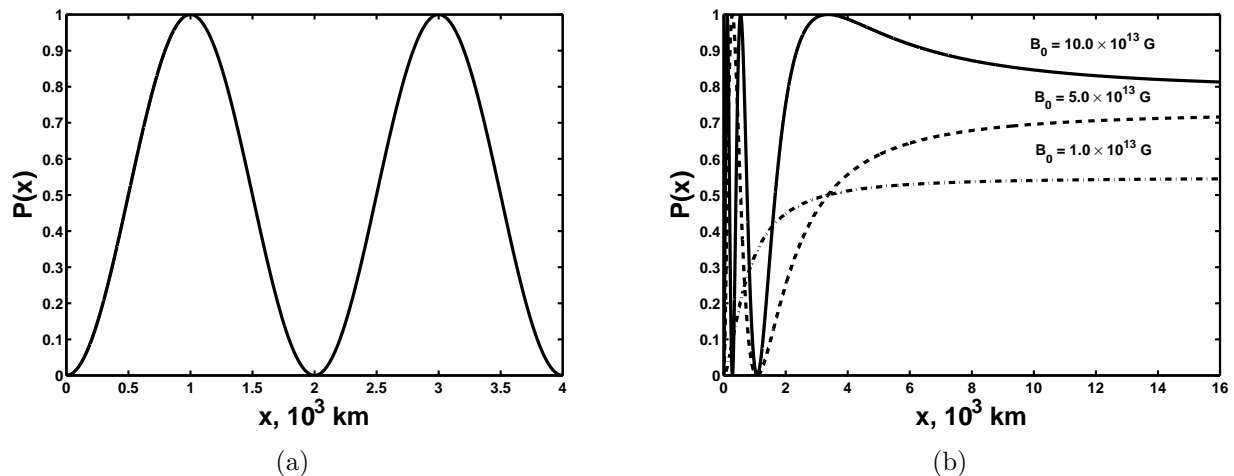 1
0.9
0.8
0.7
0.6
0.5
0.4
0.3
0.2
0.1
0
P(x)
0 0.5 1 1.5 2 2.5 3 3.5 4
x, 10³ km
(a)
1
0.9
0.8
0.7
0.6
0.5
0.4
0.3
0.2
0.1
0
P(x)
B₀ = 10.0 × 10¹³ G
B₀ = 5.0 × 10¹³ G
B₀ = 1.0 × 10¹³ G
0 2 4 6 8 10 12 14 16
x, 10³ km
(b)